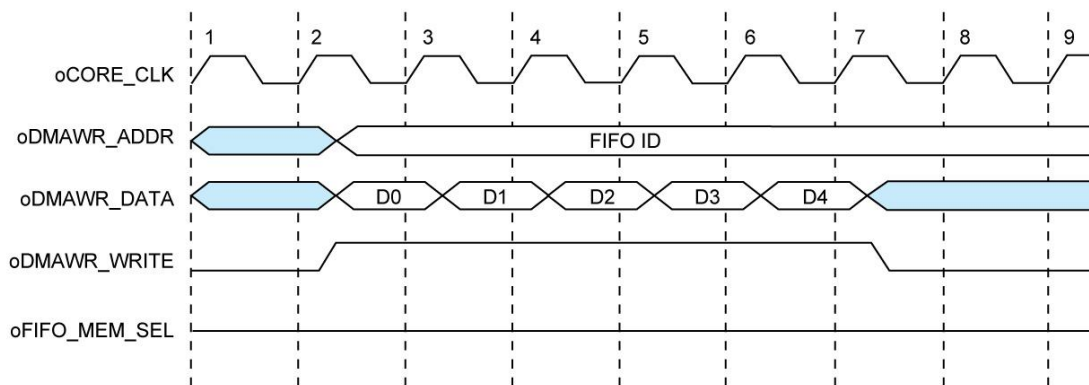 1 2 3 4 5 6 7 8 9
oCORE_CLK
oDMAWR_ADDR FIFO ID
oDMAWR_DATA D0 D1 D2 D3 D4
oDMAWR_WRITE
oFIFO_MEM_SEL